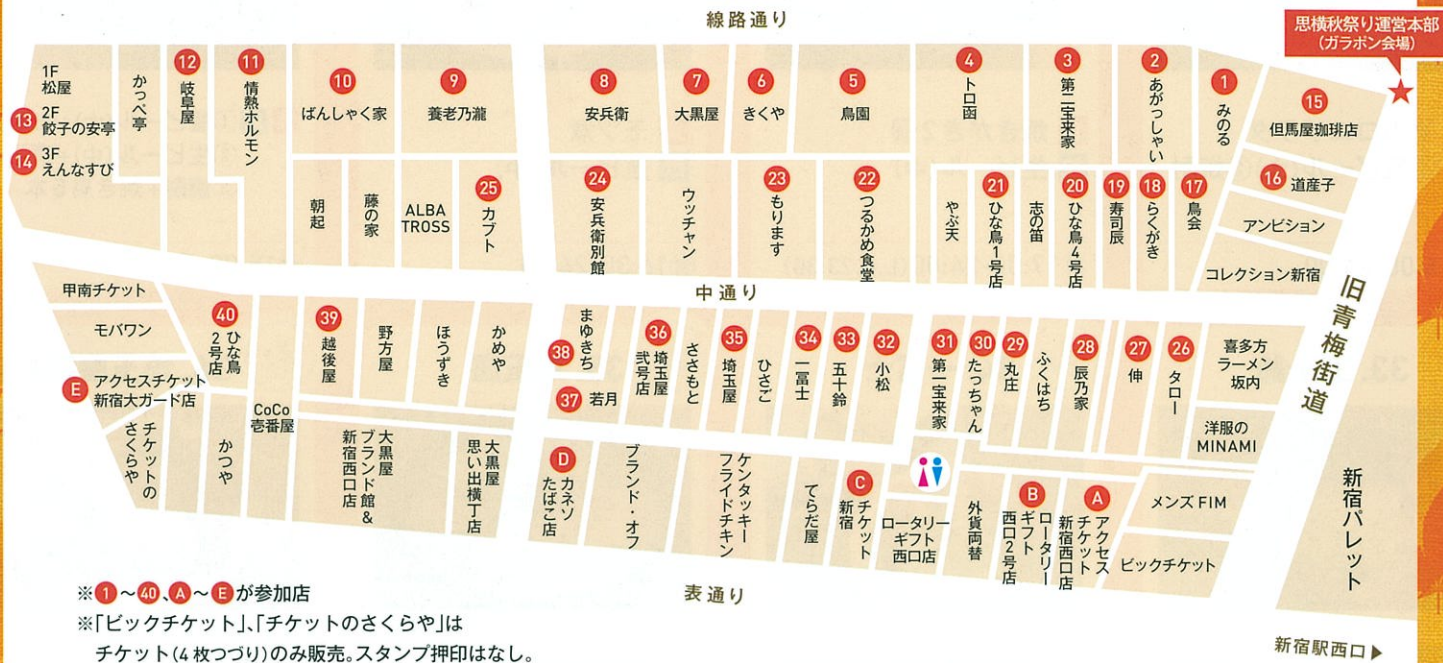 線路通り
思横秋祭り運営本部
(ガラポン会場)
1F
松屋
13 2F
餃子の安亭
14 3F
えんなすび
かっぺ亭
12 岐阜屋
11 情熱ホルモン
10 ばんしゃく家
9 養老乃瀧
8 安兵衛
7 大黒屋
6 きくや
5 鳥園
4 トロ函
3 第二宝来家
2 あがっしゃい
1 みのる
15 但馬屋珈琲店
16 道産子
アンビション
コレクション新宿
朝起
藤の家
ALBA
TROSS
25 カブト
24 安兵衛別館
ウッチャン
23 もります
22 つるかめ食堂
やぶ天
21 ひな鳥1号店
志の笛
20 ひな鳥4号店
19 寿司辰
18 らくがき
17 鳥会
中通り
旧青梅街道
甲南チケット
モバワン
E アクセスチケット
新宿大ガード店
チケットの
さくらや
40 ひな鳥
2号店
かつや
CoCo
壱番屋
39 越後屋
野方屋
ほうずき
かめや
大黒屋
ブランド館&
新宿西口店
大黒屋
思い出横丁店
38 まゆきち
37 若月
36 埼玉屋
弐号店
ささもと
35 埼玉屋
ひさご
34 一富士
33 五十鈴
32 小松
31 第一宝来家
30 たっちゃん
29 丸庄
ふくはち
28 辰乃家
27 伸
26 タロー
喜多方
ラーメン
坂内
洋服の
MINAMI
D カネソ
たばこ店
ブランド・オフ
ケンタッキー
フライドチキン
てらだ屋
C チケット
新宿
ロータリー
ギフト
西口店
外貨両替
B ロータリー
ギフト
西口2号店
A アクセス
チケット
新宿西口店
メンズ FIM
ビックチケット
新宿パレット
表通り
新宿駅西口▶
※1〜40、A〜Eが参加店
※「ビックチケット」、「チケットのさくらや」は
チケット(4枚つづり)のみ販売。スタンプ押印はなし。